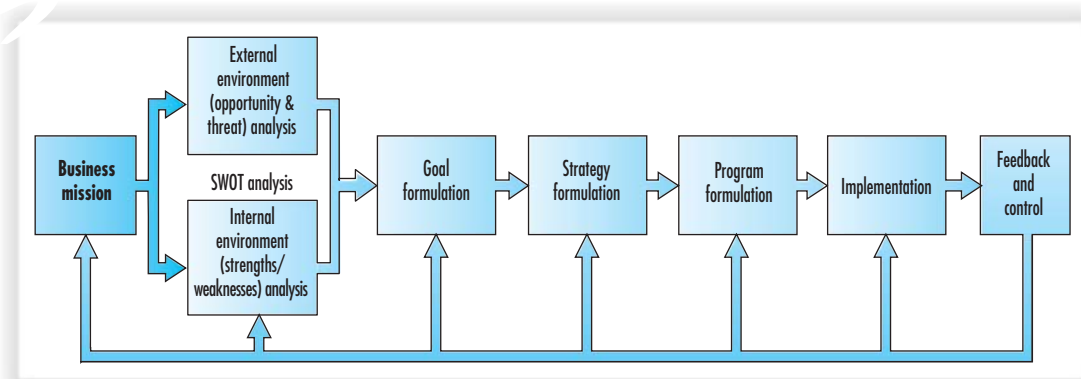 Business
mission
External
environment
(opportunity &
threat) analysis
SWOT analysis
Internal
environment
(strengths/
weaknesses) analysis
Goal
formulation
Strategy
formulation
Program
formulation
Implementation
Feedback
and
control